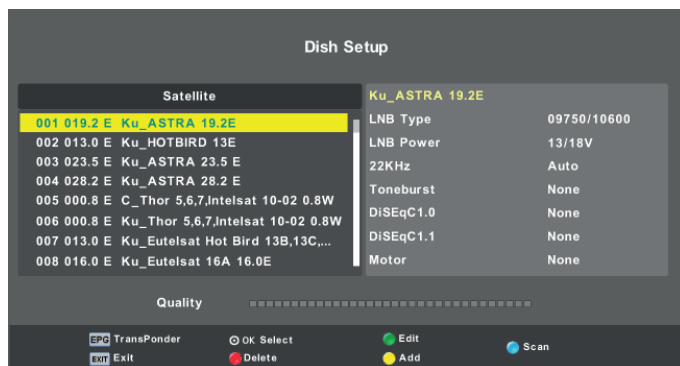 Dish Setup
Satellite
001 019.2 E Ku_ASTRA 19.2E
002 013.0 E Ku_HOTBIRD 13E
003 023.5 E Ku_ASTRA 23.5 E
004 028.2 E Ku_ASTRA 28.2 E
005 000.8 E C_Thor 5,6,7,Intelsat 10-02 0.8W
006 000.8 E Ku_Thor 5,6,7,Intelsat 10-02 0.8W
007 013.0 E Ku_Eutelsat Hot Bird 13B,13C,...
008 016.0 E Ku_Eutelsat 16A 16.0E
Ku_ASTRA 19.2E
LNB Type 09750/10600
LNB Power 13/18V
22KHz Auto
Toneburst None
DiSEqC1.0 None
DiSEqC1.1 None
Motor None
Quality
EPG TransPonder OK Select Edit Scan
EXIT Exit Delete Add